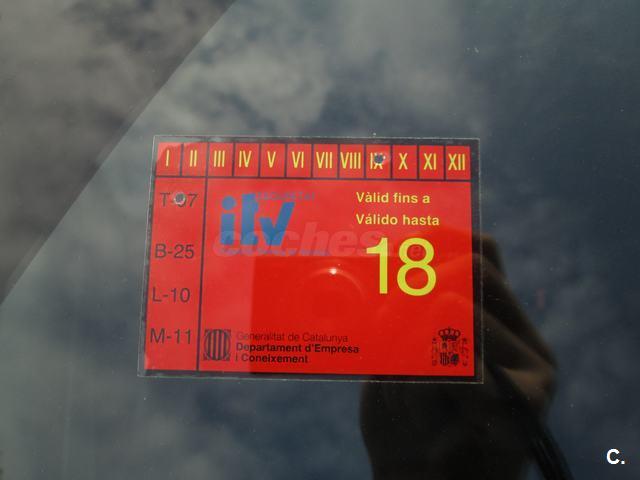 I II III IV V VI VII VIII IX X XI XII
T-07
B-25
L-10
M-11
itv
Vàlid fins a
Válido hasta
18
coches
Generalitat de Catalunya
Departament d'Empresa
i Coneixement
C.